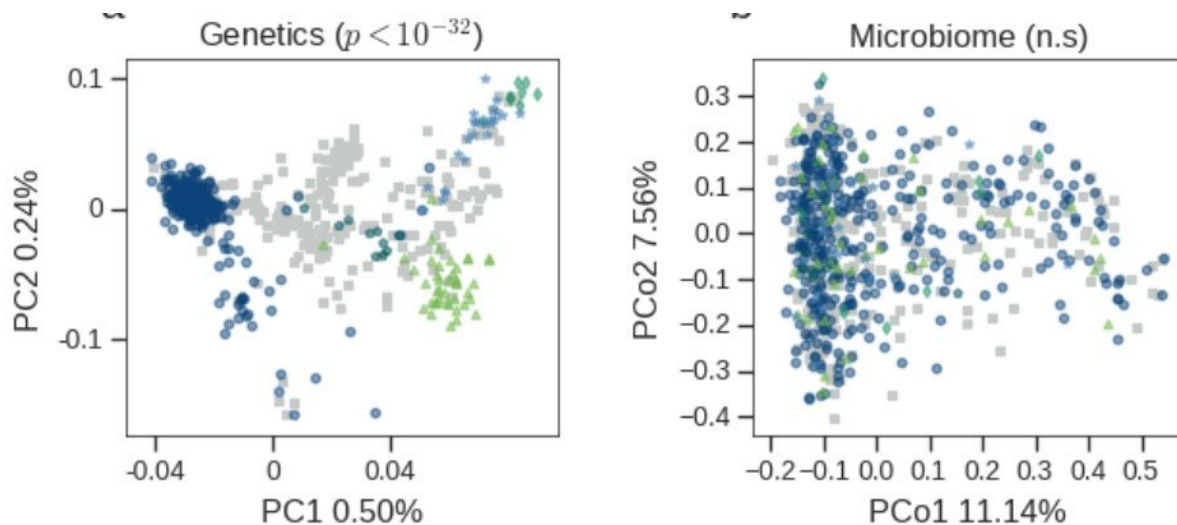 a
Genetics (p < 10⁻³²)
0.1
0
-0.1
PC2 0.24%
-0.04
0
0.04
PC1 0.50%
b
Microbiome (n.s)
0.3
0.2
0.1
0.0
−0.1
−0.2
−0.3
−0.4
PCo2 7.56%
−0.2 −0.1 0.0 0.1 0.2 0.3 0.4 0.5
PCo1 11.14%